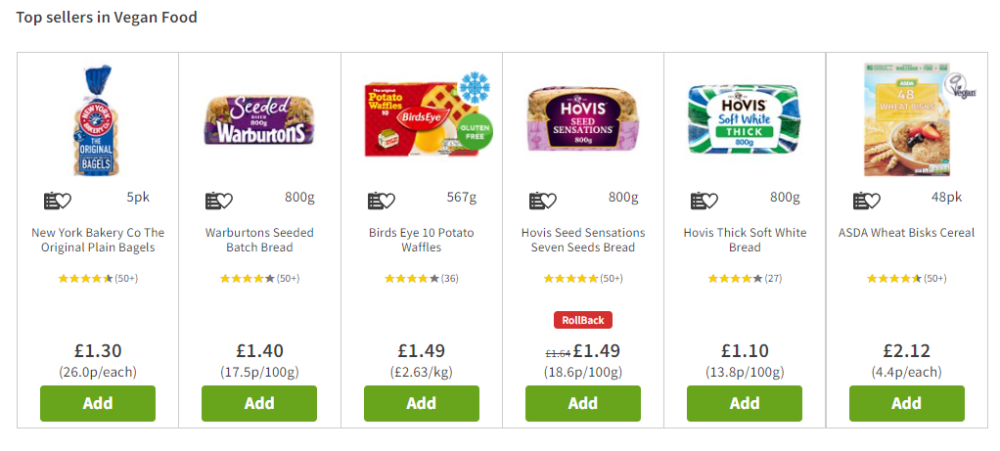 Top sellers in Vegan Food
NEW YORK
BAKERY CO
THE
ORIGINAL
BAGELS
5pk
New York Bakery Co The
Original Plain Bagels
(50+)
£1.30
(26.0p/each)
Add
Seeded
BATCH
800g
Warburtons
800g
Warburtons Seeded
Batch Bread
(50+)
£1.40
(17.5p/100g)
Add
The original
Potato
Waffles
10
BirdsEye
GLUTEN
FREE
567g
Birds Eye 10 Potato
Waffles
(36)
£1.49
(£2.63/kg)
Add
HOVIS
SEED
SENSATIONS
800g
800g
Hovis Seed Sensations
Seven Seeds Bread
(50+)
RollBack
£1.64 £1.49
(18.6p/100g)
Add
HOVIS
Soft White
THICK
800g
800g
Hovis Thick Soft White
Bread
(27)
£1.10
(13.8p/100g)
Add
ASDA
48
WHEAT BISKS
Vegan
48pk
ASDA Wheat Bisks Cereal
(50+)
£2.12
(4.4p/each)
Add